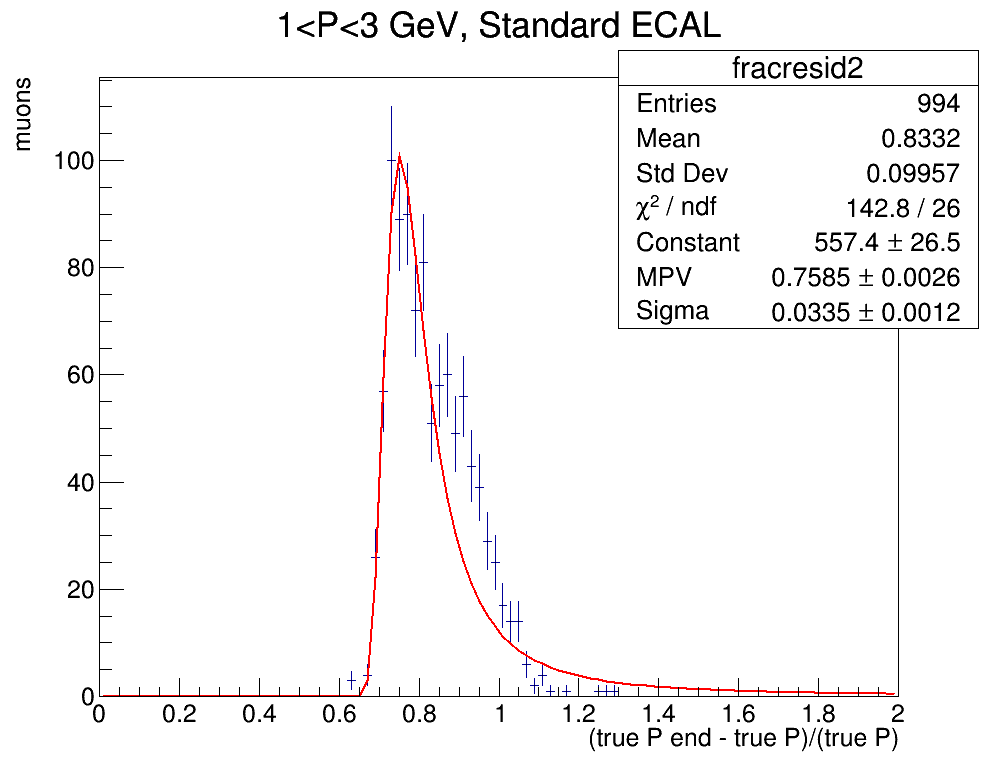 1<P<3 GeV, Standard ECAL
fracresid2
Entries 994
Mean 0.8332
Std Dev 0.09957
χ² / ndf 142.8 / 26
Constant 557.4 ± 26.5
MPV 0.7585 ± 0.0026
Sigma 0.0335 ± 0.0012
muons
100
80
60
40
20
0
0 0.2 0.4 0.6 0.8 1 1.2 1.4 1.6 1.8 2
(true P end - true P)/(true P)